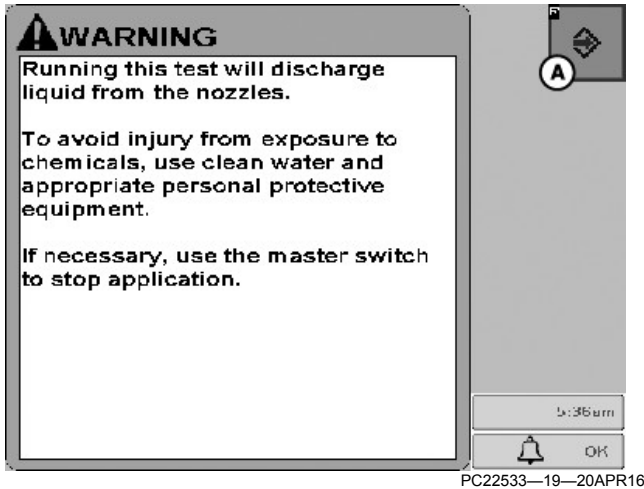 WARNING
Running this test will discharge
liquid from the nozzles.
To avoid injury from exposure to
chemicals, use clean water and
appropriate personal protective
equipment.
If necessary, use the master switch
to stop application.
A
5:36am
OK
PC22533—19—20APR16